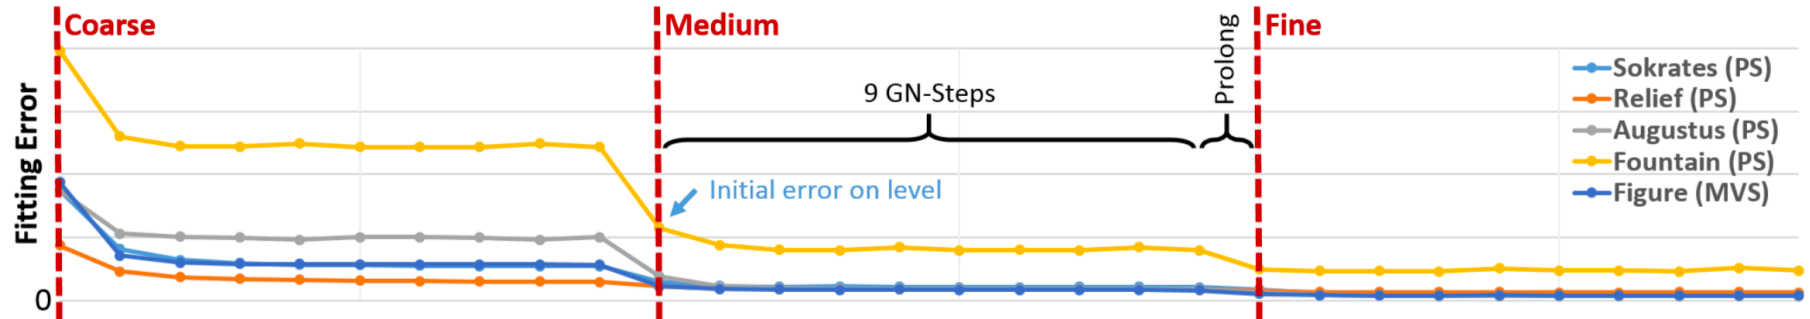 Coarse
Medium
Fine
Prolong
9 GN-Steps
Initial error on level
Fitting Error
0
Sokrates (PS)
Relief (PS)
Augustus (PS)
Fountain (PS)
Figure (MVS)